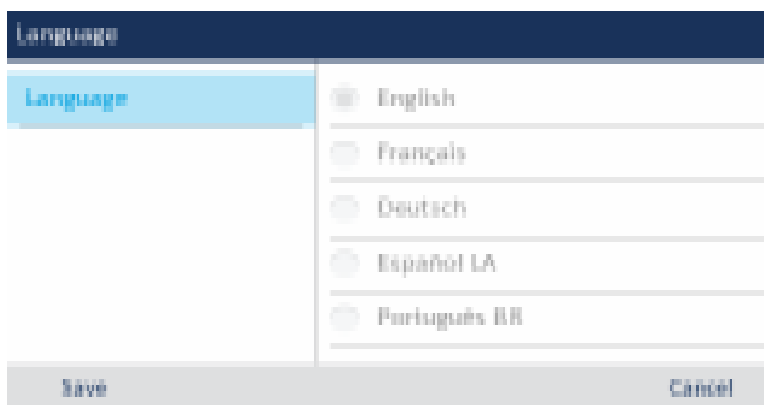 Language
Language
English
Français
Deutsch
Español LA
Português BR
Save
Cancel